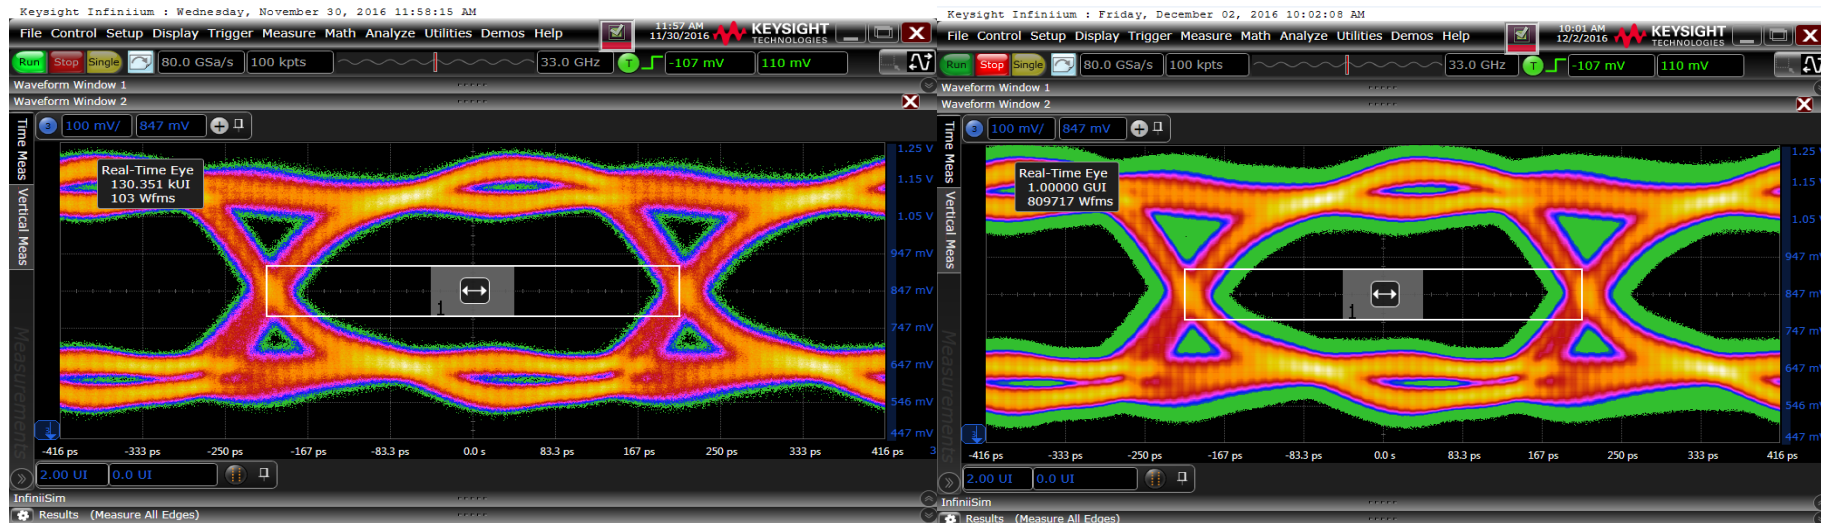 Keysight Infiniium : Wednesday, November 30, 2016 11:58:15 AM
File Control Setup Display Trigger Measure Math Analyze Utilities Demos Help
11:57 AM
11/30/2016
KEYSIGHT
TECHNOLOGIES
Run Stop Single 80.0 GSa/s 100 kpts 33.0 GHz T -107 mV 110 mV
Waveform Window 1
Waveform Window 2
Time Meas
Vertical Meas
Measurements
3 100 mV/ 847 mV
Real-Time Eye
130.351 kUI
103 Wfms
1.25 V
1.15 V
1.05 V
947 mV
847 mV
747 mV
647 mV
546 mV
447 mV
1
-416 ps -333 ps -250 ps -167 ps -83.3 ps 0.0 s 83.3 ps 167 ps 250 ps 333 ps 416 ps 3
2.00 UI 0.0 UI
InfiniiSim
Results (Measure All Edges)
Keysight Infiniium : Friday, December 02, 2016 10:02:08 AM
File Control Setup Display Trigger Measure Math Analyze Utilities Demos Help
10:01 AM
12/2/2016
KEYSIGHT
TECHNOLOGIES
Run Stop Single 80.0 GSa/s 100 kpts 33.0 GHz T -107 mV 110 mV
Waveform Window 1
Waveform Window 2
Time Meas
Vertical Meas
Measurements
3 100 mV/ 847 mV
Real-Time Eye
1.00000 GUI
809717 Wfms
1.25
1.15
1.05
947 m
847 m
747 m
647 m
546 m
447 m
1
-416 ps -333 ps -250 ps -167 ps -83.3 ps 0.0 s 83.3 ps 167 ps 250 ps 333 ps 416 ps
2.00 UI 0.0 UI
InfiniiSim
Results (Measure All Edges)